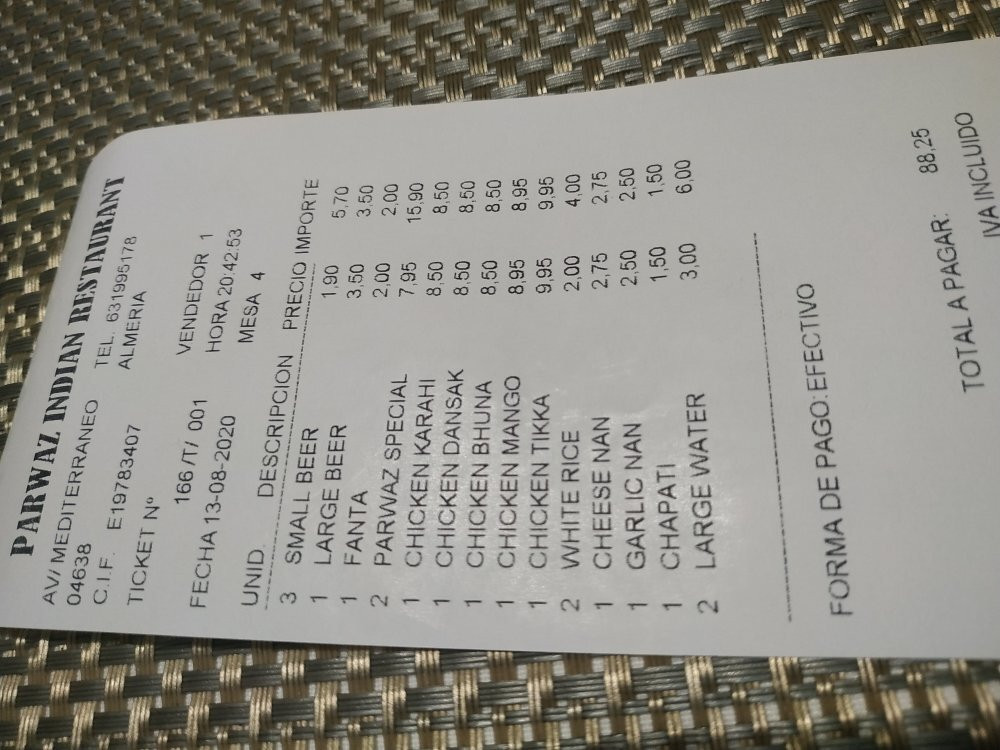 PARWAZ INDIAN RESTAURANT
AV/ MEDITERRANEO TEL. 631995178
04638 ALMERIA
C.I.F. E19783407
TICKET Nº
166 /T/ 001 VENDEDOR 1
FECHA 13-08-2020 HORA 20:42:53
MESA 4
UNID. DESCRIPCION PRECIO IMPORTE
3 SMALL BEER 1,90 5,70
1 LARGE BEER 3,50 3,50
1 FANTA 2,00 2,00
2 PARWAZ SPECIAL 7,95 15,90
1 CHICKEN KARAHI 8,50 8,50
1 CHICKEN DANSAK 8,50 8,50
1 CHICKEN BHUNA 8,50 8,50
1 CHICKEN MANGO 8,95 8,95
1 CHICKEN TIKKA 9,95 9,95
2 WHITE RICE 2,00 4,00
1 CHEESE NAN 2,75 2,75
1 GARLIC NAN 2,50 2,50
1 CHAPATI 1,50 1,50
2 LARGE WATER 3,00 6,00
FORMA DE PAGO: EFECTIVO
TOTAL A PAGAR: 88,25
IVA INCLUIDO